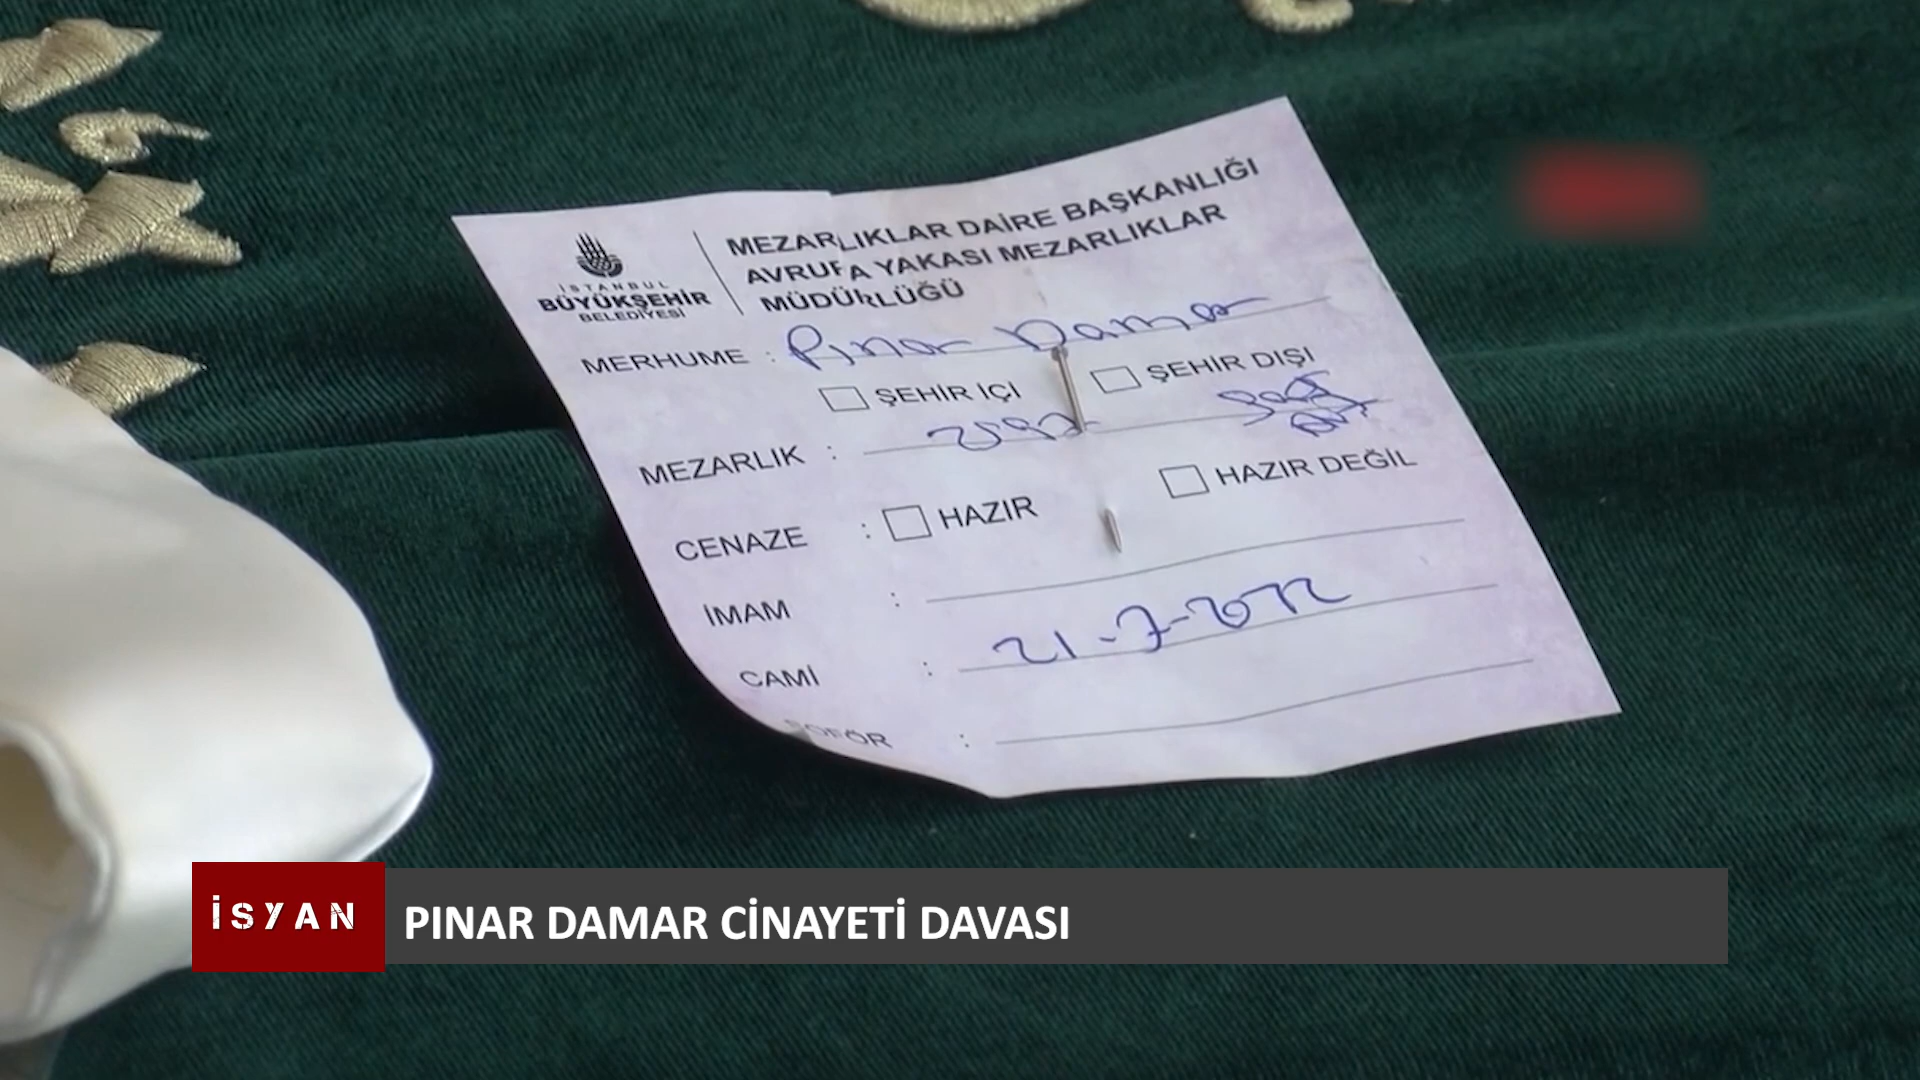 İSTANBUL
BÜYÜKŞEHİR
BELEDİYESİ
MEZARLIKLAR DAİRE BAŞKANLIĞI
AVRUPA YAKASI MEZARLIKLAR
MÜDÜRLÜĞÜ
MERHUME : Pınar Damar
ŞEHİR İÇİ ŞEHİR DIŞI
MEZARLIK :
CENAZE : HAZIR HAZIR DEĞİL
İMAM :
CAMİ : 21-7-2022
ŞOFÖR :
İSYAN PINAR DAMAR CİNAYETİ DAVASI